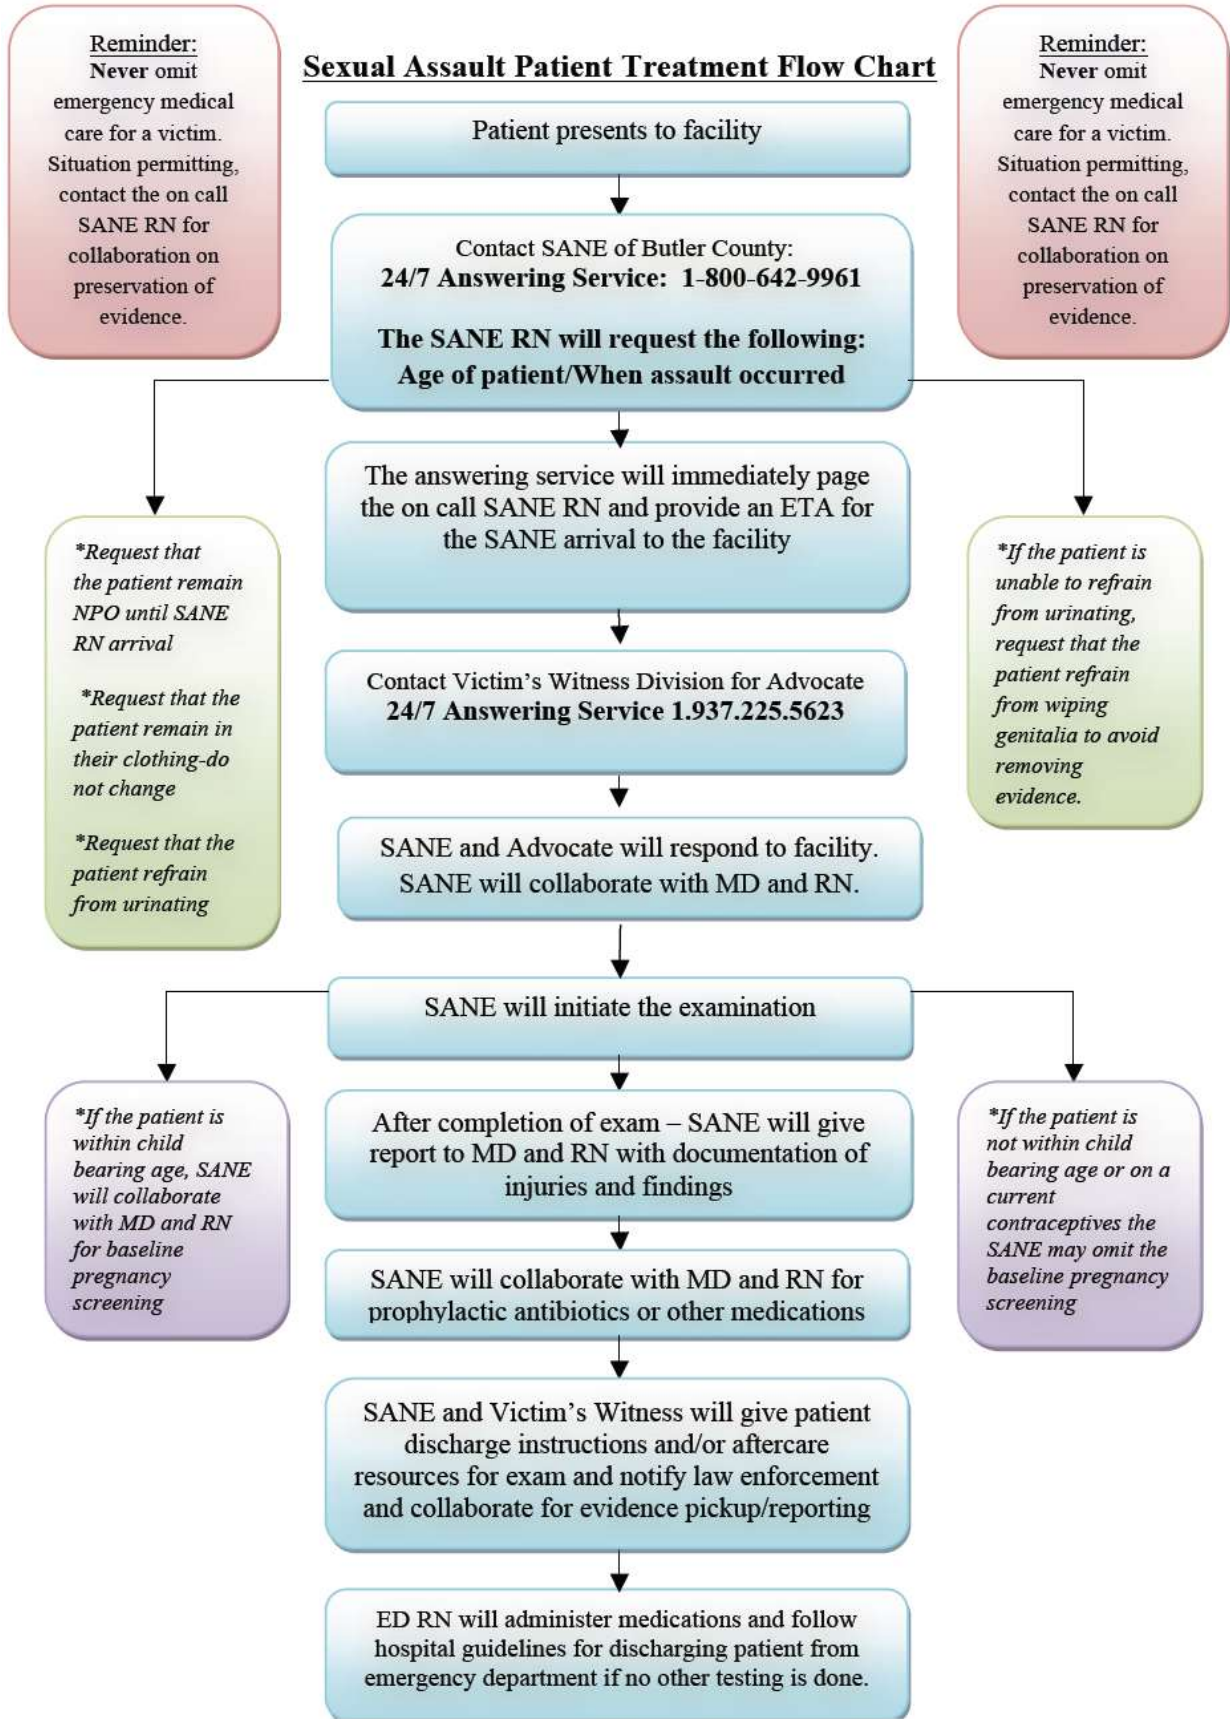 Sexual Assault Patient Treatment Flow Chart
Reminder:
Never omit
emergency medical
care for a victim.
Situation permitting,
contact the on call
SANE RN for
collaboration on
preservation of
evidence.
Reminder:
Never omit
emergency medical
care for a victim.
Situation permitting,
contact the on call
SANE RN for
collaboration on
preservation of
evidence.
Patient presents to facility
Contact SANE of Butler County:
24/7 Answering Service: 1-800-642-9961
The SANE RN will request the following:
Age of patient/When assault occurred
The answering service will immediately page
the on call SANE RN and provide an ETA for
the SANE arrival to the facility
*Request that
the patient remain
NPO until SANE
RN arrival
*Request that the
patient remain in
their clothing-do
not change
*Request that the
patient refrain
from urinating
*If the patient is
unable to refrain
from urinating,
request that the
patient refrain
from wiping
genitalia to avoid
removing
evidence.
Contact Victim's Witness Division for Advocate
24/7 Answering Service 1.937.225.5623
SANE and Advocate will respond to facility.
SANE will collaborate with MD and RN.
SANE will initiate the examination
*If the patient is
within child
bearing age, SANE
will collaborate
with MD and RN
for baseline
pregnancy
screening
*If the patient is
not within child
bearing age or on a
current
contraceptives the
SANE may omit the
baseline pregnancy
screening
After completion of exam – SANE will give
report to MD and RN with documentation of
injuries and findings
SANE will collaborate with MD and RN for
prophylactic antibiotics or other medications
SANE and Victim's Witness will give patient
discharge instructions and/or aftercare
resources for exam and notify law enforcement
and collaborate for evidence pickup/reporting
ED RN will administer medications and follow
hospital guidelines for discharging patient from
emergency department if no other testing is done.